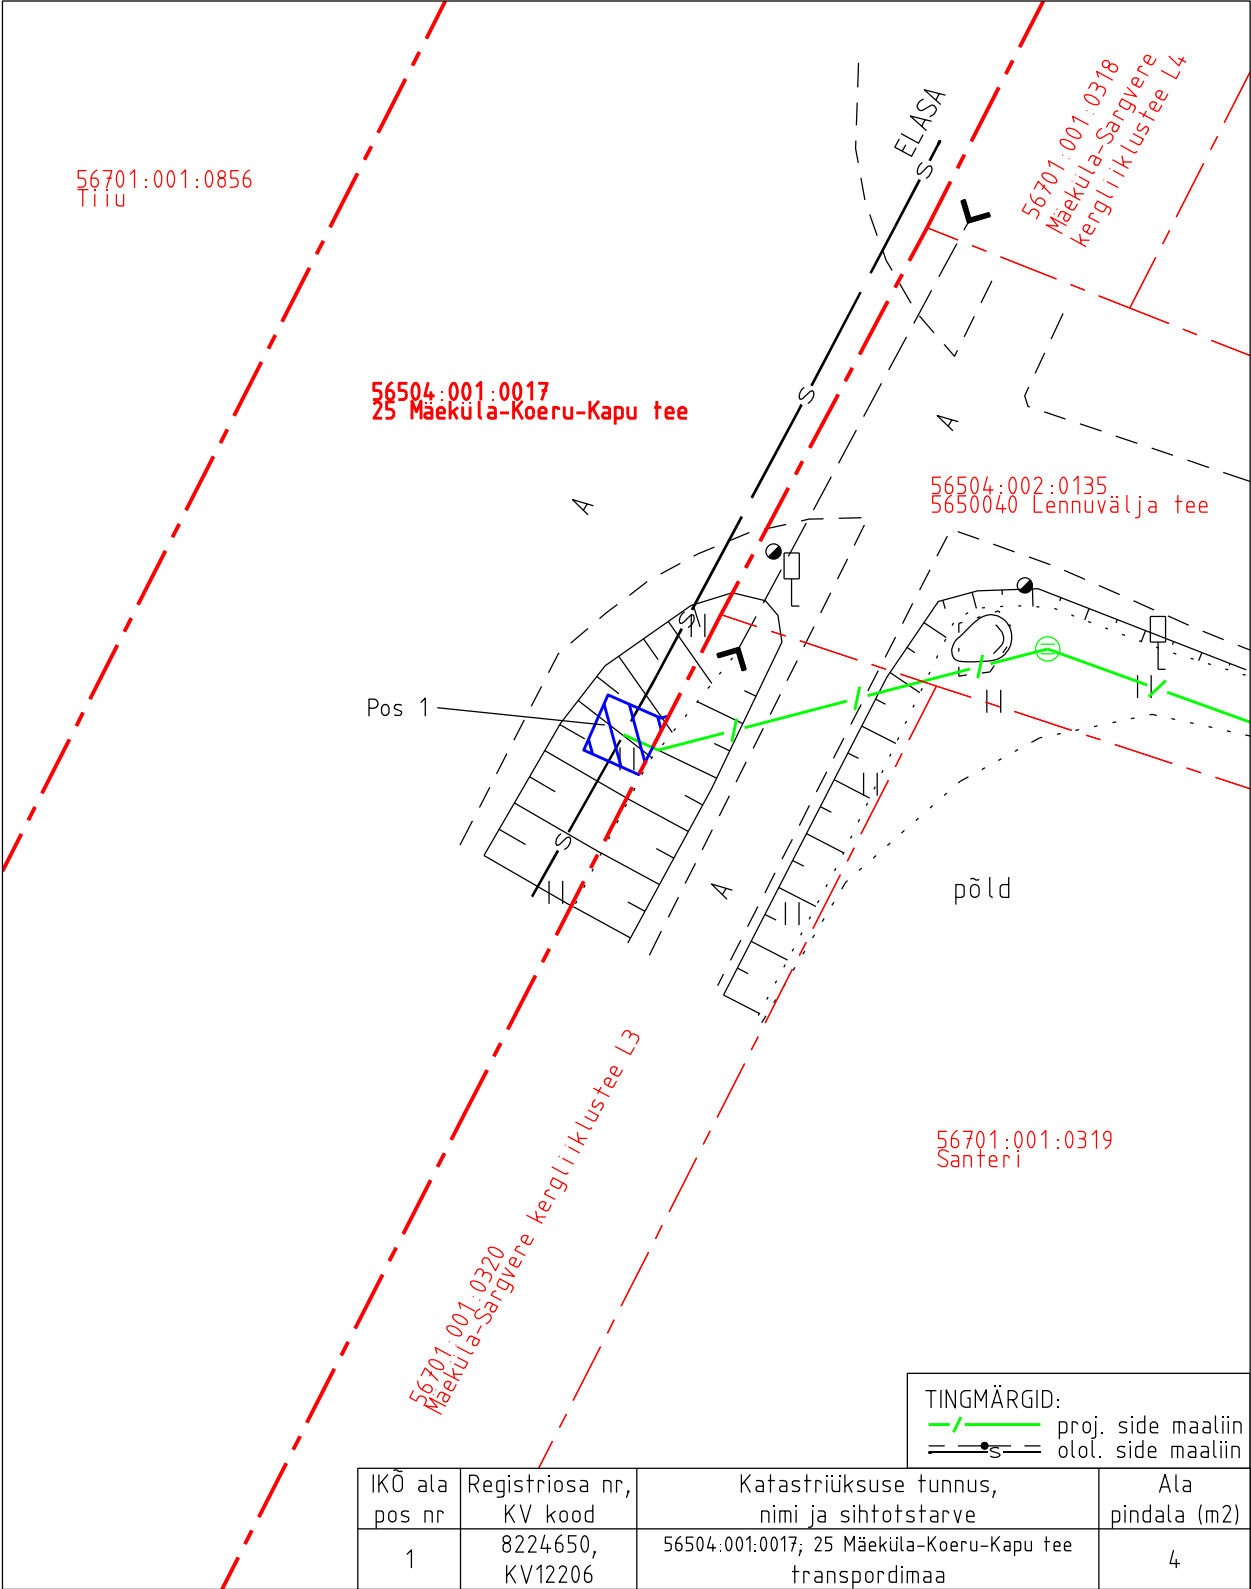 56701:001:0856
Tiiu
ELASA
56701:001:0318
Mäeküla-Sargvere
kergliiklustee L4
S
S
56504:001:0017
25 Mäeküla-Koeru-Kapu tee
A
A
56504:002:0135
5650040 Lennuvälja tee
S
Pos 1
S
A
põld
56701:001:0320
Mäeküla-Sargvere kergliiklustee L3
56701:001:0319
Santeri
TINGMÄRGID:
proj. side maaliin
S olol. side maaliin
IKÕ ala pos nr
Registriosa nr, KV kood
Katastriüksuse tunnus, nimi ja sihtotstarve
Ala pindala (m2)
1
8224650, KV12206
56504:001:0017; 25 Mäeküla-Koeru-Kapu tee transpordimaa
4